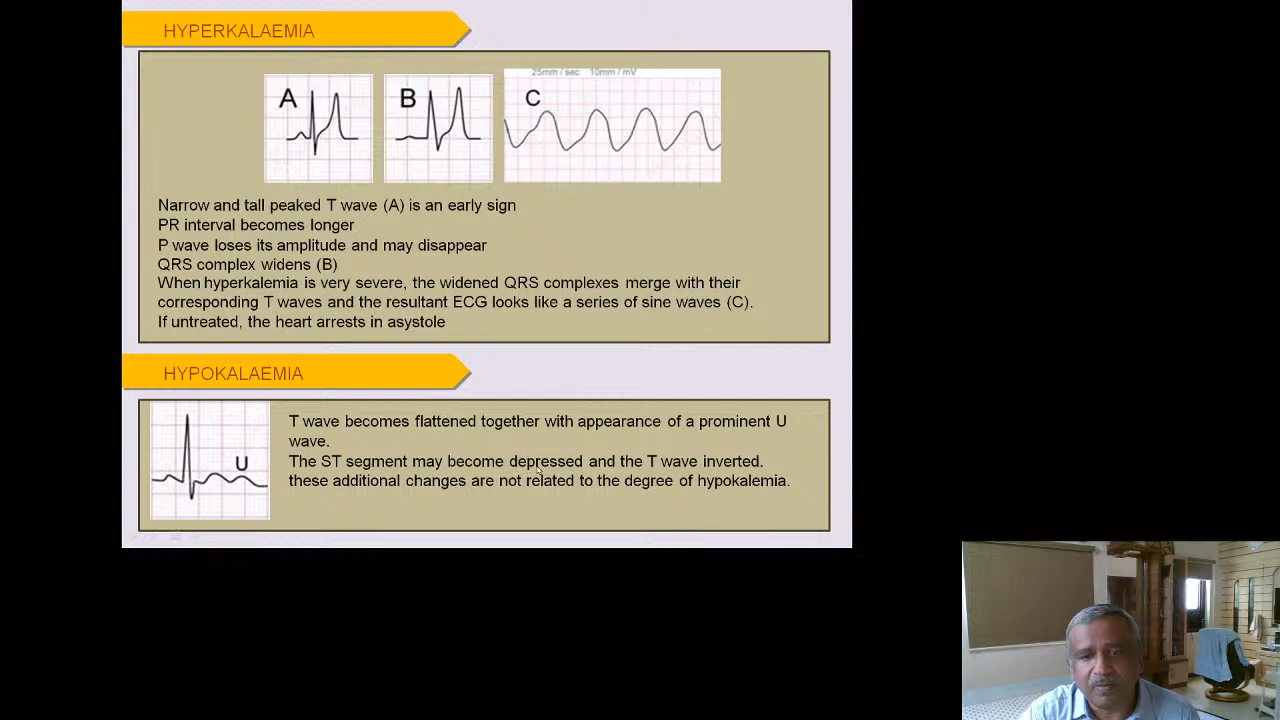 HYPERKALAEMIA
25mm / sec 10mm / mV
A
B
C
Narrow and tall peaked T wave (A) is an early sign
PR interval becomes longer
P wave loses its amplitude and may disappear
QRS complex widens (B)
When hyperkalemia is very severe, the widened QRS complexes merge with their
corresponding T waves and the resultant ECG looks like a series of sine waves (C).
If untreated, the heart arrests in asystole
HYPOKALAEMIA
U
T wave becomes flattened together with appearance of a prominent U
wave.
The ST segment may become depressed and the T wave inverted.
these additional changes are not related to the degree of hypokalemia.